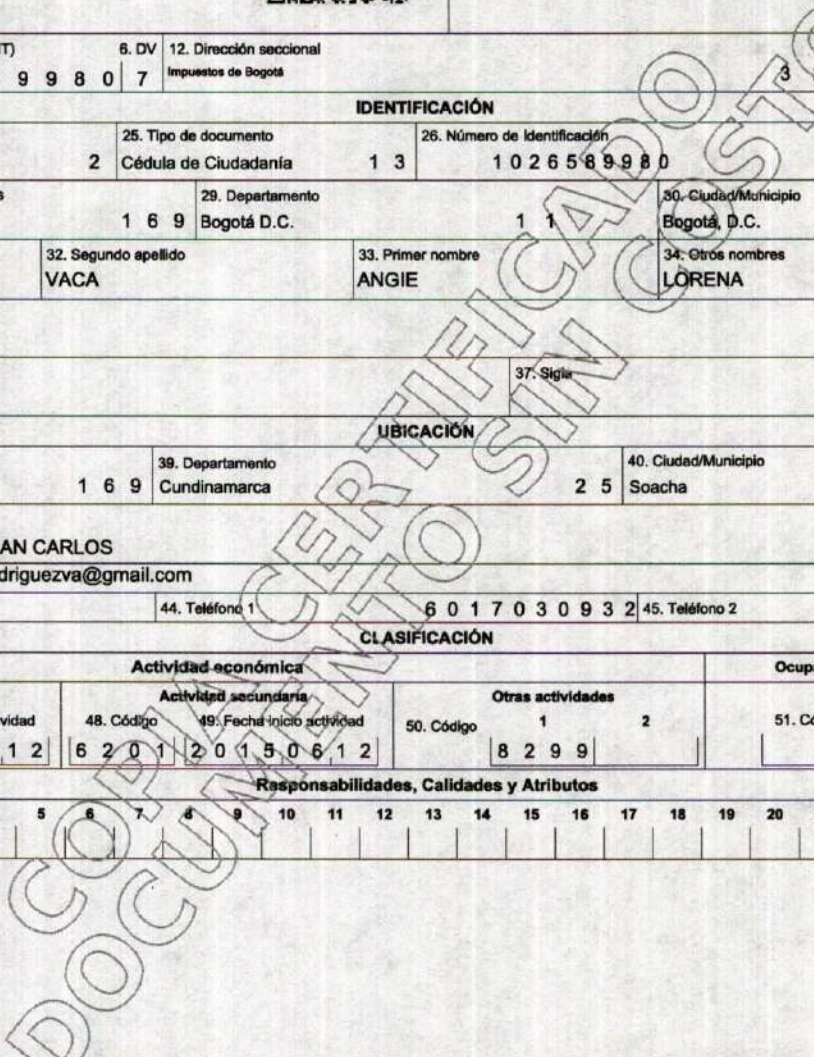 6. DV 12. Dirección seccional
9 9 8 0 7 Impuestos de Bogotá 3
IDENTIFICACIÓN
25. Tipo de documento 26. Número de Identificación
2 Cédula de Ciudadanía 1 3 1 0 2 6 5 8 9 9 8 0
29. Departamento 30. Ciudad/Municipio
1 6 9 Bogotá D.C. 1 1 Bogotá, D.C.
32. Segundo apellido 33. Primer nombre 34. Otros nombres
VACA ANGIE LORENA
37. Sigla
UBICACIÓN
39. Departamento 40. Ciudad/Municipio
1 6 9 Cundinamarca 2 5 Soacha
AN CARLOS
driguezva@gmail.com
44. Teléfono 1 6 0 1 7 0 3 0 9 3 2 45. Teléfono 2
CLASIFICACIÓN
Actividad económica Ocupa
Actividad secundaria Otras actividades
vidad 48. Código 49. Fecha inicio actividad 50. Código 1 2 51. Có
1 2 6 2 0 1 2 0 1 5 0 6 1 2 8 2 9 9
Responsabilidades, Calidades y Atributos
5 6 7 8 9 10 11 12 13 14 15 16 17 18 19 20
COPIA CERTIFICADO
DOCUMENTO SIN COSTO